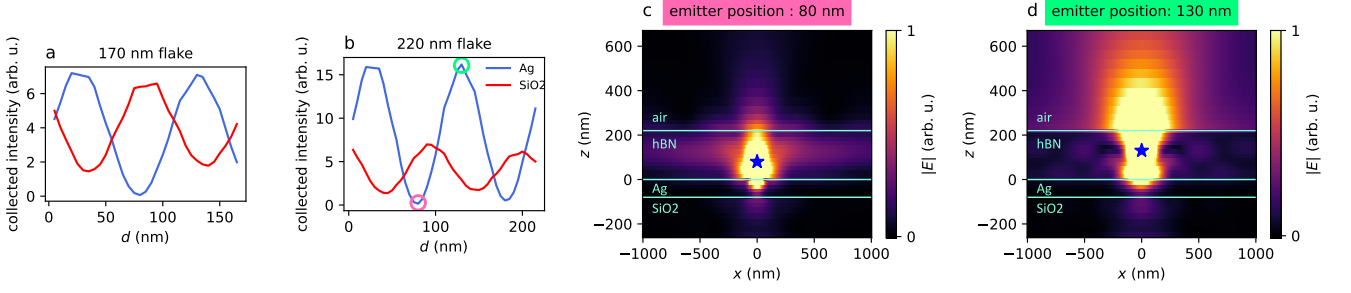 a
170 nm flake
collected intensity (arb. u.)
6
4
2
0
0
50
100
150
d (nm)
b
220 nm flake
collected intensity (arb. u.)
15
10
5
0
0
100
200
d (nm)
Ag
SiO2
c
emitter position : 80 nm
z (nm)
600
400
200
0
−200
−1000
−500
0
500
1000
x (nm)
air
hBN
Ag
SiO2
1
0
|E| (arb. u.)
d
emitter position: 130 nm
z (nm)
600
400
200
0
−200
−1000
−500
0
500
1000
x (nm)
air
hBN
Ag
SiO2
1
0
|E| (arb. u.)